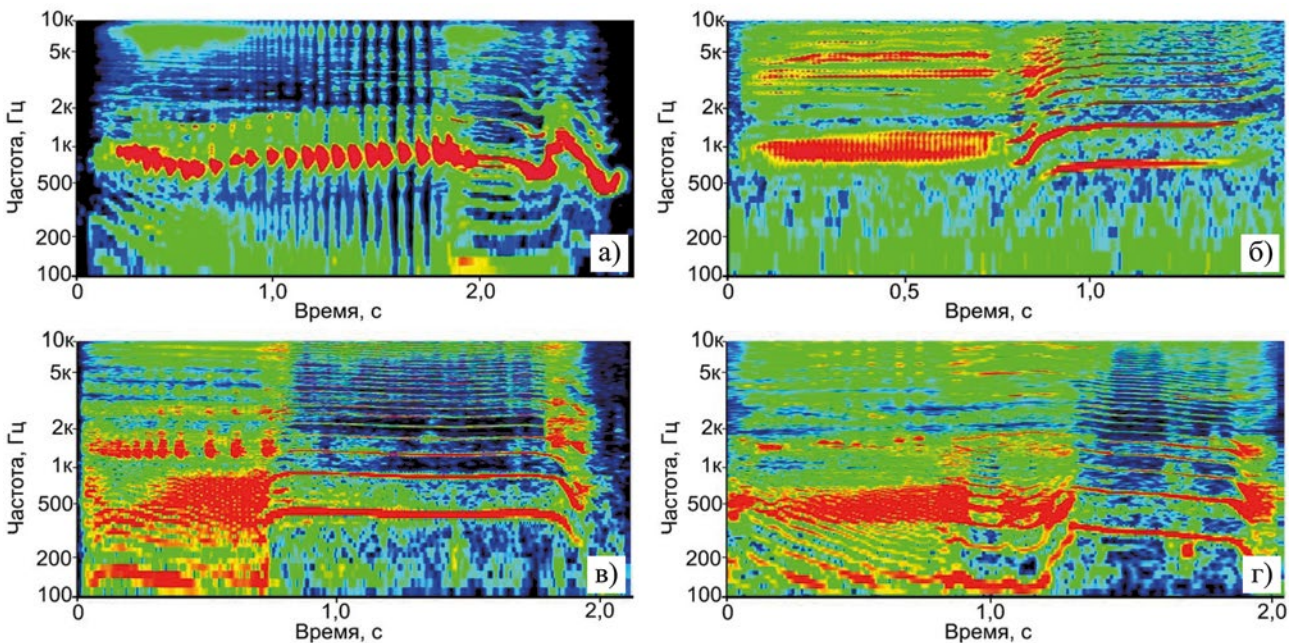 Частота, Гц
10к
5к
2к
1к
500
200
100
0
1,0
2,0
Время, с
а)
Частота, Гц
10к
5к
2к
1к
500
200
100
0
0,5
1,0
Время, с
б)
Частота, Гц
10к
5к
2к
1к
500
200
100
0
1,0
2,0
Время, с
в)
Частота, Гц
10к
5к
2к
1к
500
200
100
0
1,0
2,0
Время, с
г)